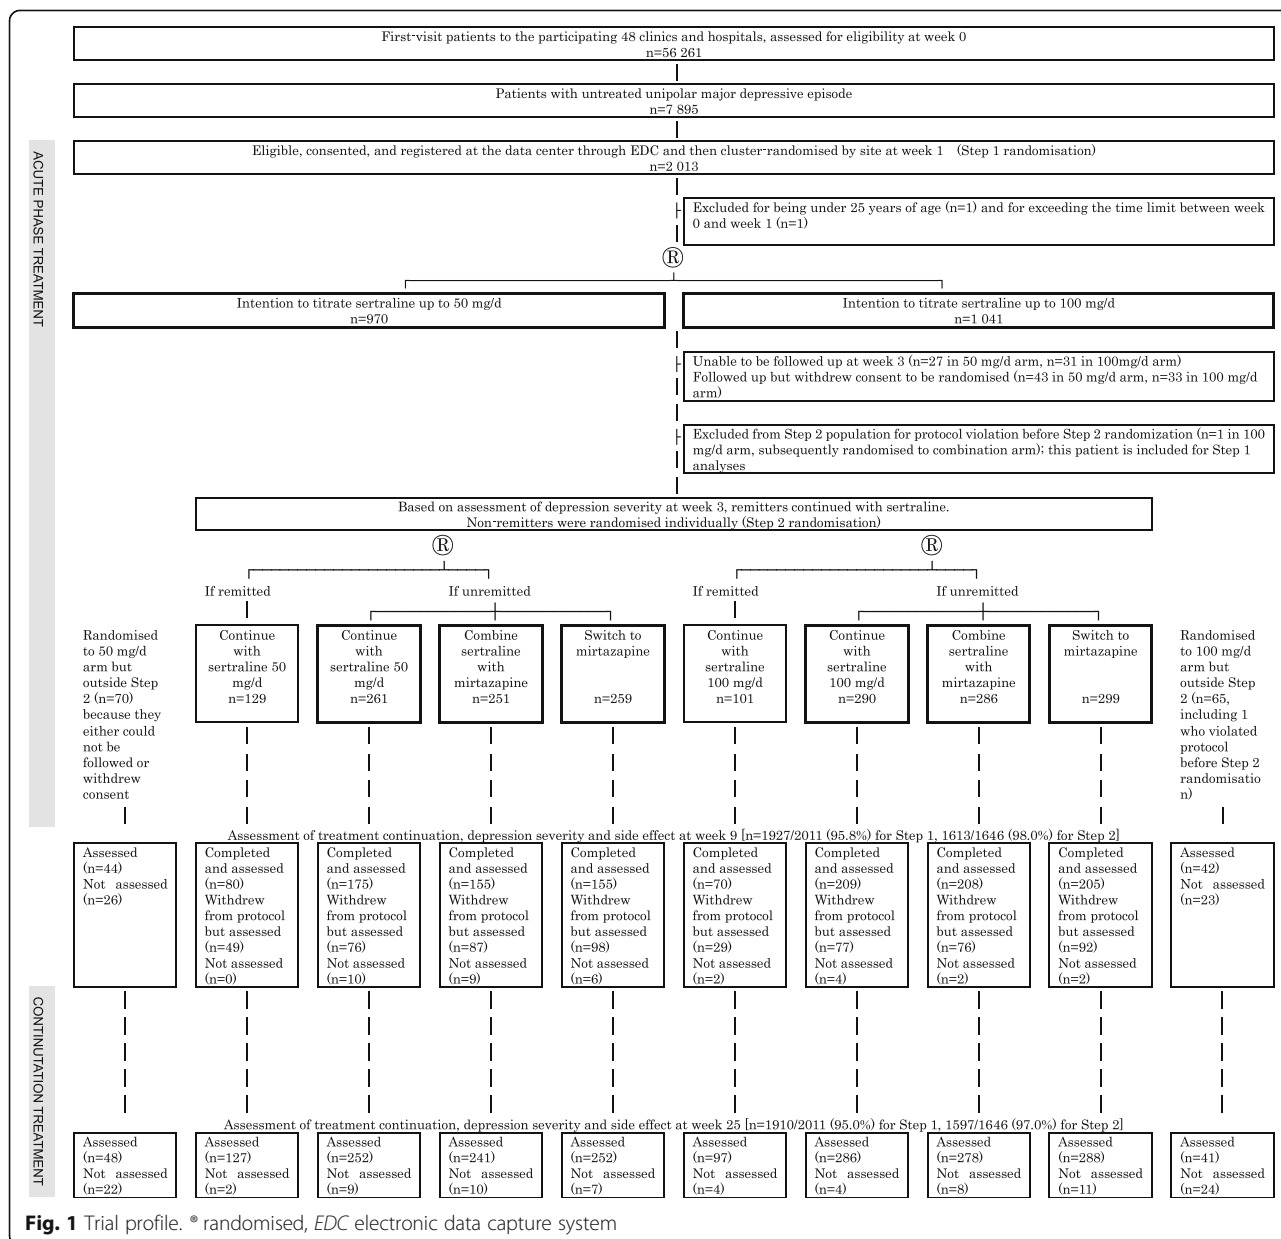 First-visit patients to the participating 48 clinics and hospitals, assessed for eligibility at week 0
n=56 261
Patients with untreated unipolar major depressive episode
n=7 895
ACUTE PHASE TREATMENT
Eligible, consented, and registered at the data center through EDC and then cluster-randomised by site at week 1 (Step 1 randomisation)
n=2 013
Excluded for being under 25 years of age (n=1) and for exceeding the time limit between week
0 and week 1 (n=1)
R
Intention to titrate sertraline up to 50 mg/d
n=970
Intention to titrate sertraline up to 100 mg/d
n=1 041
Unable to be followed up at week 3 (n=27 in 50 mg/d arm, n=31 in 100mg/d arm)
Followed up but withdrew consent to be randomised (n=43 in 50 mg/d arm, n=33 in 100 mg/d
arm)
Excluded from Step 2 population for protocol violation before Step 2 randomization (n=1 in 100
mg/d arm, subsequently randomised to combination arm); this patient is included for Step 1
analyses
Based on assessment of depression severity at week 3, remitters continued with sertraline.
Non-remitters were randomised individually (Step 2 randomisation)
R
R
If remitted
If unremitted
If remitted
If unremitted
Randomised
to 50 mg/d
arm but
outside Step
2 (n=70)
because they
either could
not be
followed or
withdrew
consent
Continue
with
sertraline 50
mg/d
n=129
Continue
with
sertraline 50
mg/d
n=261
Combine
sertraline
with
mirtazapine
n=251
Switch to
mirtazapine
n=259
Continue
with
sertraline
100 mg/d
n=101
Continue
with
sertraline
100 mg/d
n=290
Combine
sertraline
with
mirtazapine
n=286
Switch to
mirtazapine
n=299
Randomised
to 100 mg/d
arm but
outside Step
2 (n=65,
including 1
who violated
protocol
before Step 2
randomisatio
n)
Assessment of treatment continuation, depression severity and side effect at week 9 [n=1927/2011 (95.8%) for Step 1, 1613/1646 (98.0%) for Step 2]
Assessed
(n=44)
Not assessed
(n=26)
Completed
and assessed
(n=80)
Withdrew
from protocol
but assessed
(n=49)
Not assessed
(n=0)
Completed
and assessed
(n=175)
Withdrew
from protocol
but assessed
(n=76)
Not assessed
(n=10)
Completed
and assessed
(n=155)
Withdrew
from protocol
but assessed
(n=87)
Not assessed
(n=9)
Completed
and assessed
(n=155)
Withdrew
from protocol
but assessed
(n=98)
Not assessed
(n=6)
Completed
and assessed
(n=70)
Withdrew
from protocol
but assessed
(n=29)
Not assessed
(n=2)
Completed
and assessed
(n=209)
Withdrew
from protocol
but assessed
(n=77)
Not assessed
(n=4)
Completed
and assessed
(n=208)
Withdrew
from protocol
but assessed
(n=76)
Not assessed
(n=2)
Completed
and assessed
(n=205)
Withdrew
from protocol
but assessed
(n=92)
Not assessed
(n=2)
Assessed
(n=42)
Not assessed
(n=23)
CONTINUTATION TREATMENT
Assessment of treatment continuation, depression severity and side effect at week 25 [n=1910/2011 (95.0%) for Step 1, 1597/1646 (97.0%) for Step 2]
Assessed
(n=48)
Not assessed
(n=22)
Assessed
(n=127)
Not assessed
(n=2)
Assessed
(n=252)
Not assessed
(n=9)
Assessed
(n=241)
Not assessed
(n=10)
Assessed
(n=252)
Not assessed
(n=7)
Assessed
(n=97)
Not assessed
(n=4)
Assessed
(n=286)
Not assessed
(n=4)
Assessed
(n=278)
Not assessed
(n=8)
Assessed
(n=288)
Not assessed
(n=11)
Assessed
(n=41)
Not assessed
(n=24)
Fig. 1 Trial profile. ® randomised, EDC electronic data capture system